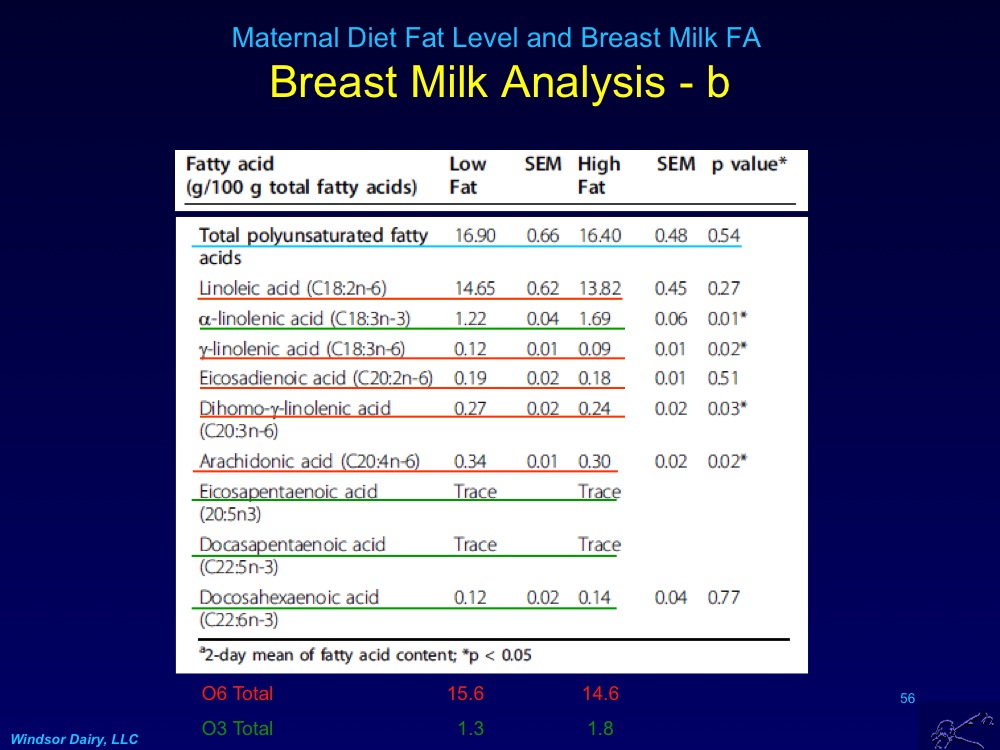 Maternal Diet Fat Level and Breast Milk FA
Breast Milk Analysis - b
Fatty acid Low SEM High SEM p value*
(g/100 g total fatty acids) Fat Fat
Total polyunsaturated fatty 16.90 0.66 16.40 0.48 0.54
acids
Linoleic acid (C18:2n-6) 14.65 0.62 13.82 0.45 0.27
α-linolenic acid (C18:3n-3) 1.22 0.04 1.69 0.06 0.01*
γ-linolenic acid (C18:3n-6) 0.12 0.01 0.09 0.01 0.02*
Eicosadienoic acid (C20:2n-6) 0.19 0.02 0.18 0.01 0.51
Dihomo-γ-linolenic acid 0.27 0.02 0.24 0.02 0.03*
(C20:3n-6)
Arachidonic acid (C20:4n-6) 0.34 0.01 0.30 0.02 0.02*
Eicosapentaenoic acid Trace Trace
(20:5n3)
Docasapentaenoic acid Trace Trace
(C22:5n-3)
Docosahexaenoic acid 0.12 0.02 0.14 0.04 0.77
(C22:6n-3)
a2-day mean of fatty acid content; *p < 0.05
O6 Total 15.6 14.6
56
O3 Total 1.3 1.8
Windsor Dairy, LLC